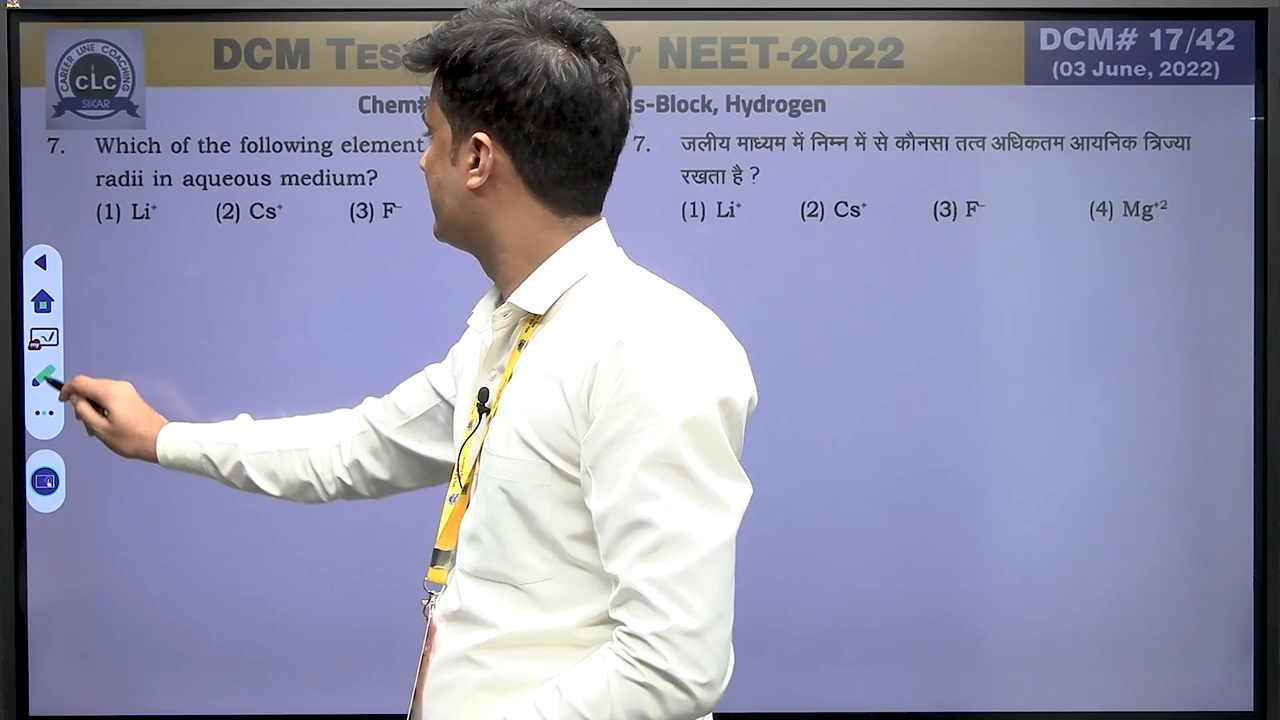 CAREER LINE COACHING
CLC
SIKAR
DCM NEET-2022
DCM# 17/42
(03 June, 2022)
s-Block, Hydrogen
7. Which of the following element
radii in aqueous medium?
(1) Li⁺ (2) Cs⁺ (3) F⁻
7. जलीय माध्यम में निम्न में से कौनसा तत्व अधिकतम आयनिक त्रिज्या
रखता है ?
(1) Li⁺ (2) Cs⁺ (3) F⁻ (4) Mg⁺²